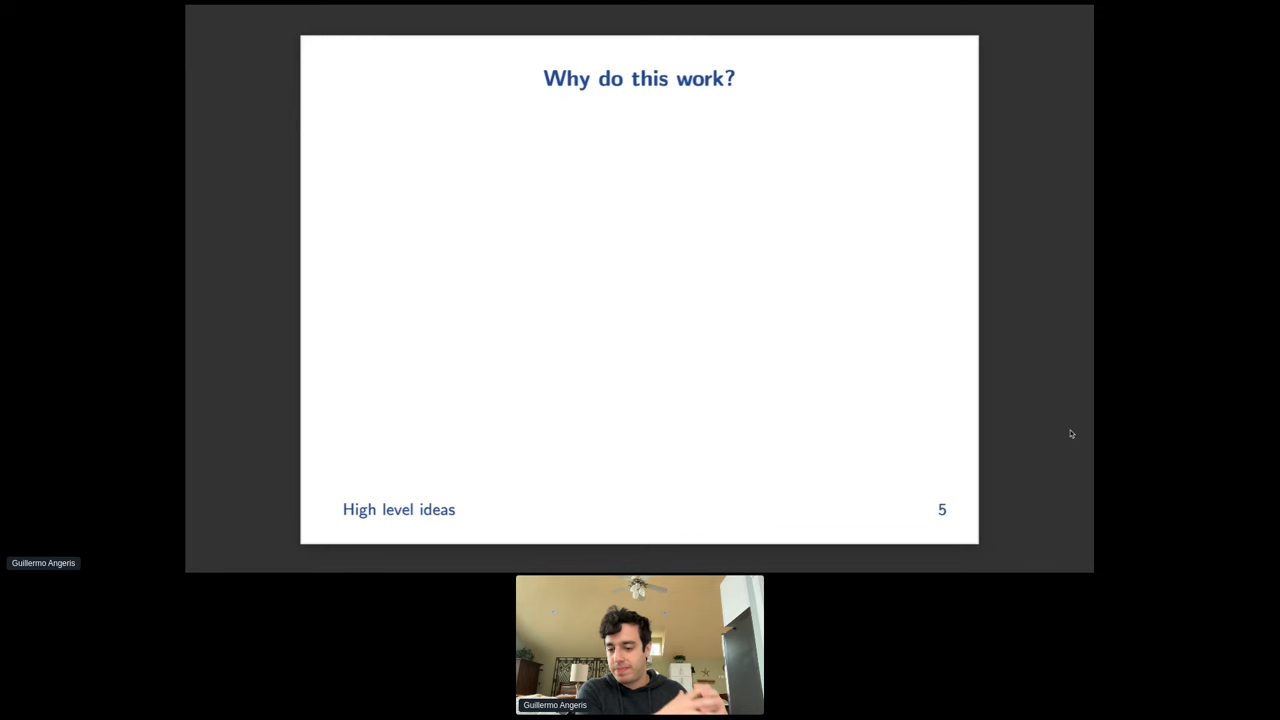 Why do this work?
High level ideas
5
Guillermo Angeris
Guillermo Angeris